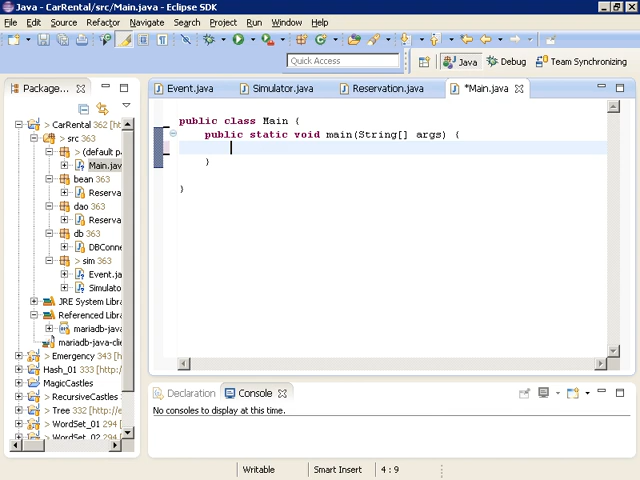 Java - CarRental/src/Main.java - Eclipse SDK
File Edit Source Refactor Navigate Search Project Run Window Help
Quick Access
Java Debug Team Synchronizing
Package...
Event.java Simulator.java Reservation.java *Main.java
> CarRental 362 [ht
> src 363
> (default p
Main.jav
bean 363
Reserva
dao 363
Reserva
db 363
DBConne
> sim 363
Event.ja
Simulato
JRE System Libra
Referenced Libra
mariadb-java
mariadb-java-clie
> Emergency 343 [http:/
Hash_01 333 [http://
MagicCastles
> RecursiveCastles
> Tree 332 [http://e
> WordSet_01 294 [
> WordSet_02 294 [
public class Main {
public static void main(String[] args) {
}
}
Declaration Console
No consoles to display at this time.
Writable Smart Insert 4 : 9